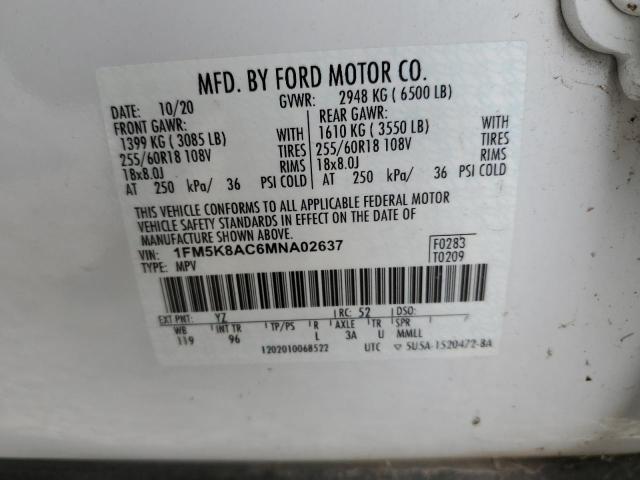 MFD. BY FORD MOTOR CO.
DATE: 10/20 GVWR: 2948 KG ( 6500 LB)
FRONT GAWR: REAR GAWR:
1399 KG ( 3085 LB) WITH 1610 KG ( 3550 LB) WITH
255/60R18 108V TIRES 255/60R18 108V TIRES
18x8.0J RIMS 18x8.0J RIMS
AT 250 kPa/ 36 PSI COLD AT 250 kPa/ 36 PSI COLD
THIS VEHICLE CONFORMS TO ALL APPLICABLE FEDERAL MOTOR
VEHICLE SAFETY STANDARDS IN EFFECT ON THE DATE OF
MANUFACTURE SHOWN ABOVE.
VIN: 1FM5K8AC6MNA02637 F0283
TYPE: MPV T0209
EXT PNT: YZ RC: 52 DSO:
WB INT TR TP/PS R AXLE TR SPR
119 96 L 3A U MMLL
1202010068522 UTC ▽ 5U5A-1520472-BA